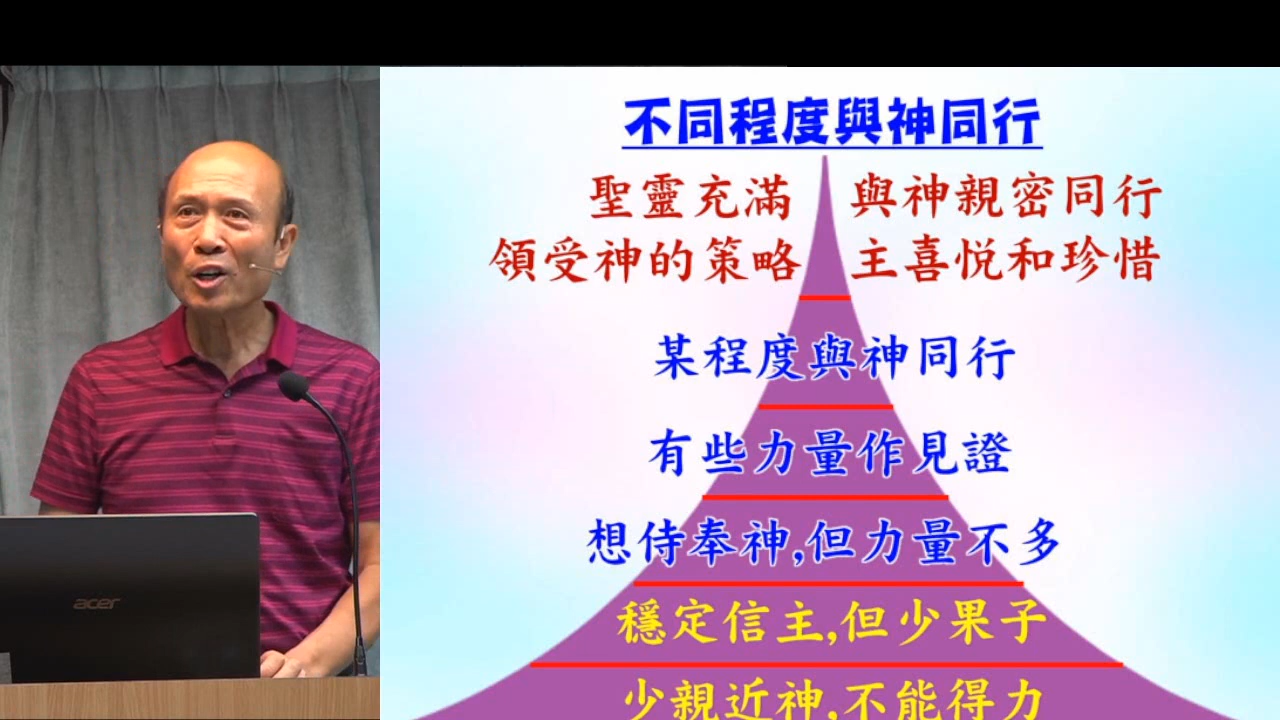 不同程度與神同行
聖靈充滿 與神親密同行
領受神的策略 主喜悅和珍惜
某程度與神同行
有些力量作見證
想侍奉神,但力量不多
穩定信主,但少果子
少親近神,不能得力
acer